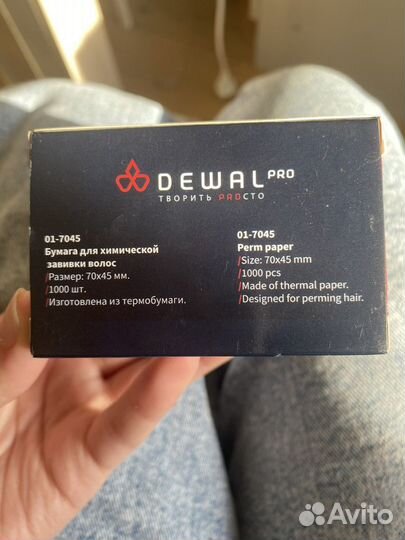 DEWAL PRO
ТВОРИТЬ PROСТО
01-7045
Бумага для химической
завивки волос
/Размер: 70x45 мм.
/1000 шт.
/Изготовлена из термобумаги.
01-7045
Perm paper
/Size: 70x45 mm
/1000 pcs
/Made of thermal paper.
/Designed for perming hair.
Avito